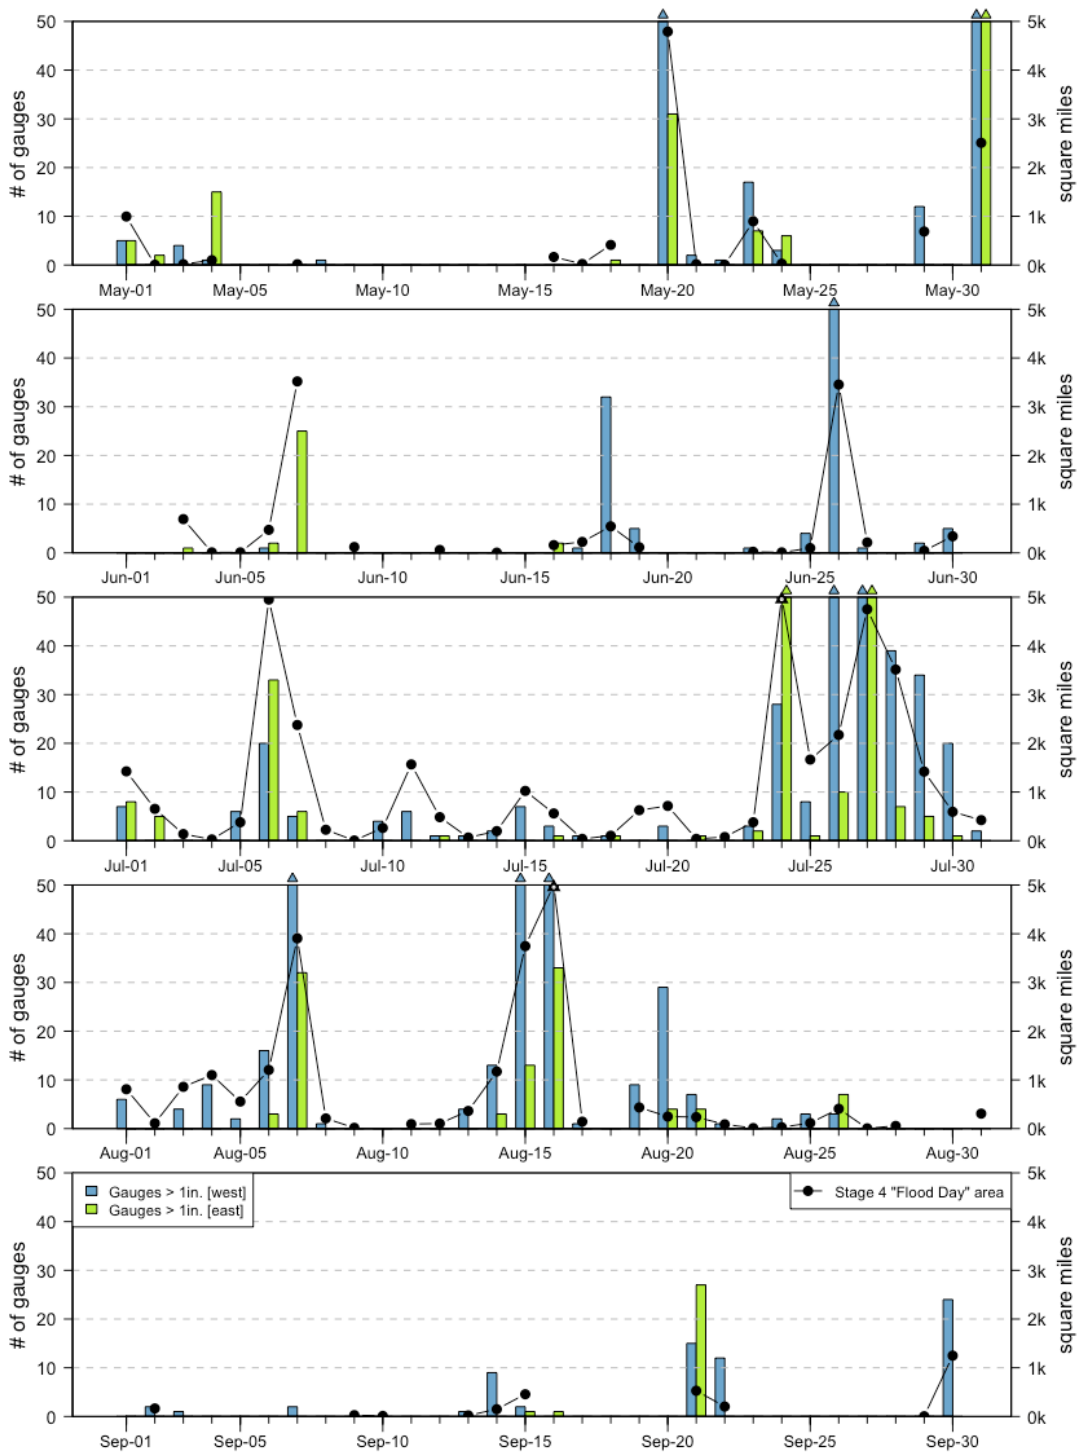 50
40
30
20
10
0
# of gauges
5k
4k
3k
2k
1k
0k
square miles
May-01 May-05 May-10 May-15 May-20 May-25 May-30
50
40
30
20
10
0
# of gauges
5k
4k
3k
2k
1k
0k
square miles
Jun-01 Jun-05 Jun-10 Jun-15 Jun-20 Jun-25 Jun-30
50
40
30
20
10
0
# of gauges
5k
4k
3k
2k
1k
0k
square miles
Jul-01 Jul-05 Jul-10 Jul-15 Jul-20 Jul-25 Jul-30
50
40
30
20
10
0
# of gauges
5k
4k
3k
2k
1k
0k
square miles
Aug-01 Aug-05 Aug-10 Aug-15 Aug-20 Aug-25 Aug-30
50
40
30
20
10
0
# of gauges
Gauges > 1in. [west]
Gauges > 1in. [east]
Stage 4 "Flood Day" area
5k
4k
3k
2k
1k
0k
square miles
Sep-01 Sep-05 Sep-10 Sep-15 Sep-20 Sep-25 Sep-30